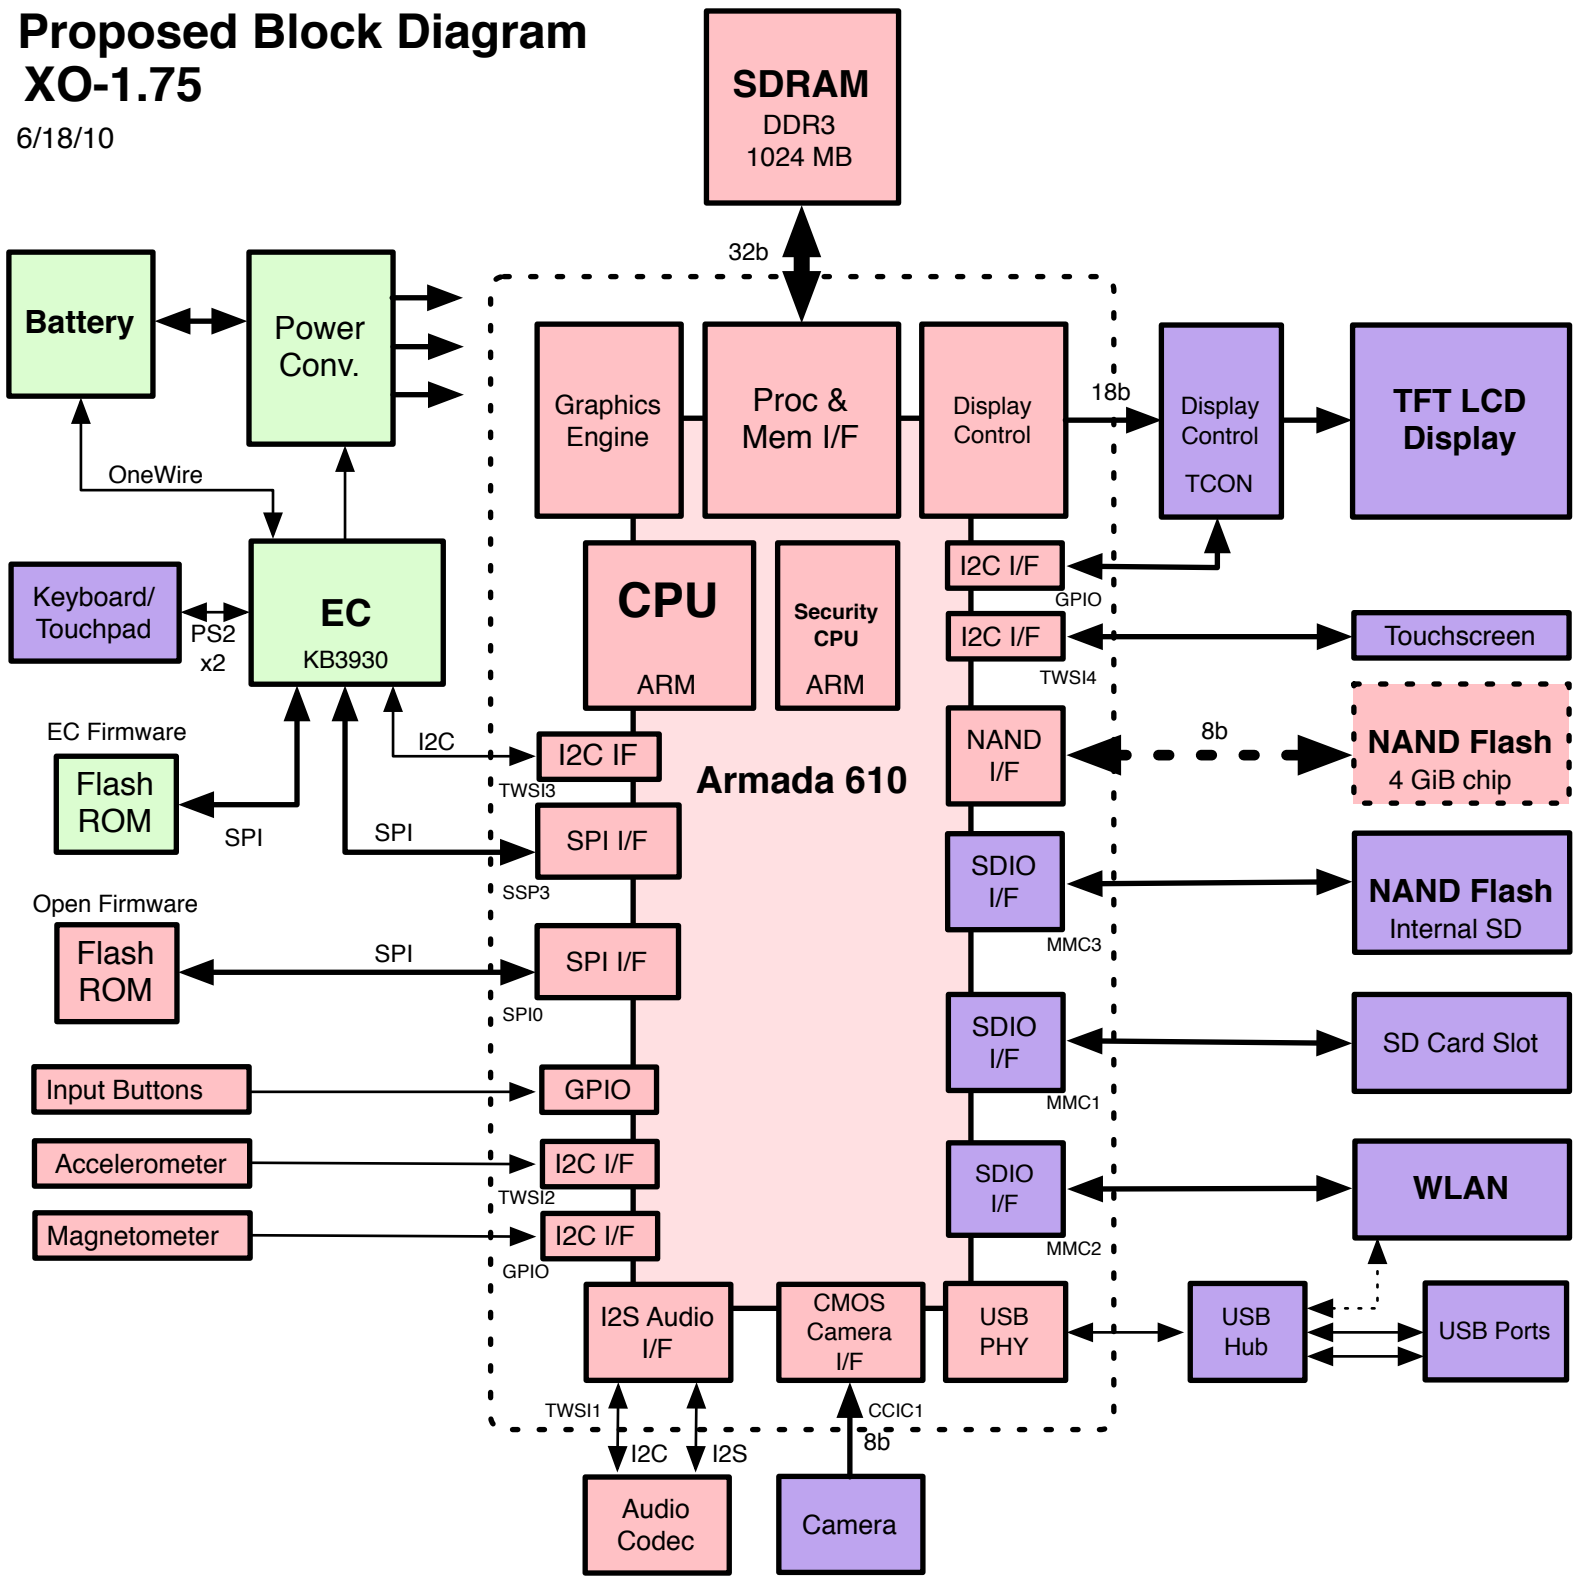 Proposed Block Diagram
XO-1.75
6/18/10
SDRAM
DDR3
1024 MB
32b
Battery
Power
Conv.
OneWire
Graphics
Engine
Proc &
Mem I/F
Display
Control
18b
Display
Control
TCON
TFT LCD
Display
Keyboard/
Touchpad
PS2
x2
EC
KB3930
CPU
ARM
Security
CPU
ARM
I2C I/F
GPIO
I2C I/F
TWSI4
Touchscreen
EC Firmware
Flash
ROM
SPI
I2C
I2C IF
TWSI3
SPI
SPI I/F
SSP3
Armada 610
NAND
I/F
8b
NAND Flash
4 GiB chip
SDIO
I/F
MMC3
NAND Flash
Internal SD
Open Firmware
Flash
ROM
SPI
SPI I/F
SPI0
SDIO
I/F
MMC1
SD Card Slot
Input Buttons
GPIO
Accelerometer
I2C I/F
TWSI2
Magnetometer
I2C I/F
GPIO
SDIO
I/F
MMC2
WLAN
I2S Audio
I/F
CMOS
Camera
I/F
USB
PHY
USB
Hub
USB Ports
TWSI1
I2C
I2S
CCIC1
8b
Audio
Codec
Camera